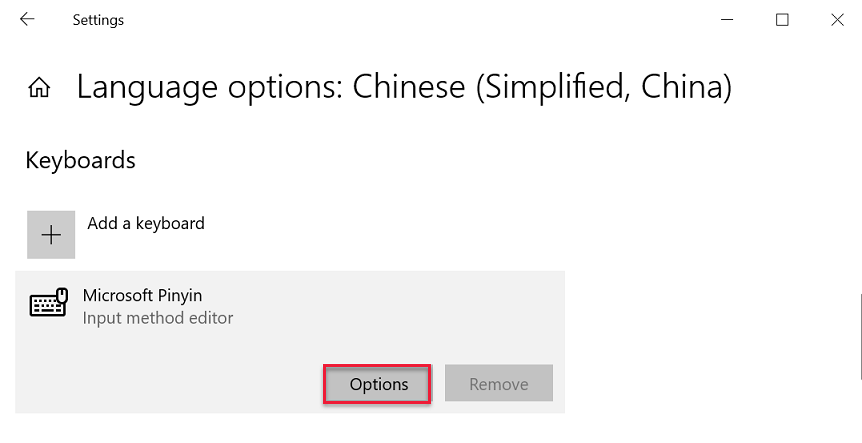 Settings
Language options: Chinese (Simplified, China)
Keyboards
Add a keyboard
Microsoft Pinyin
Input method editor
Options
Remove